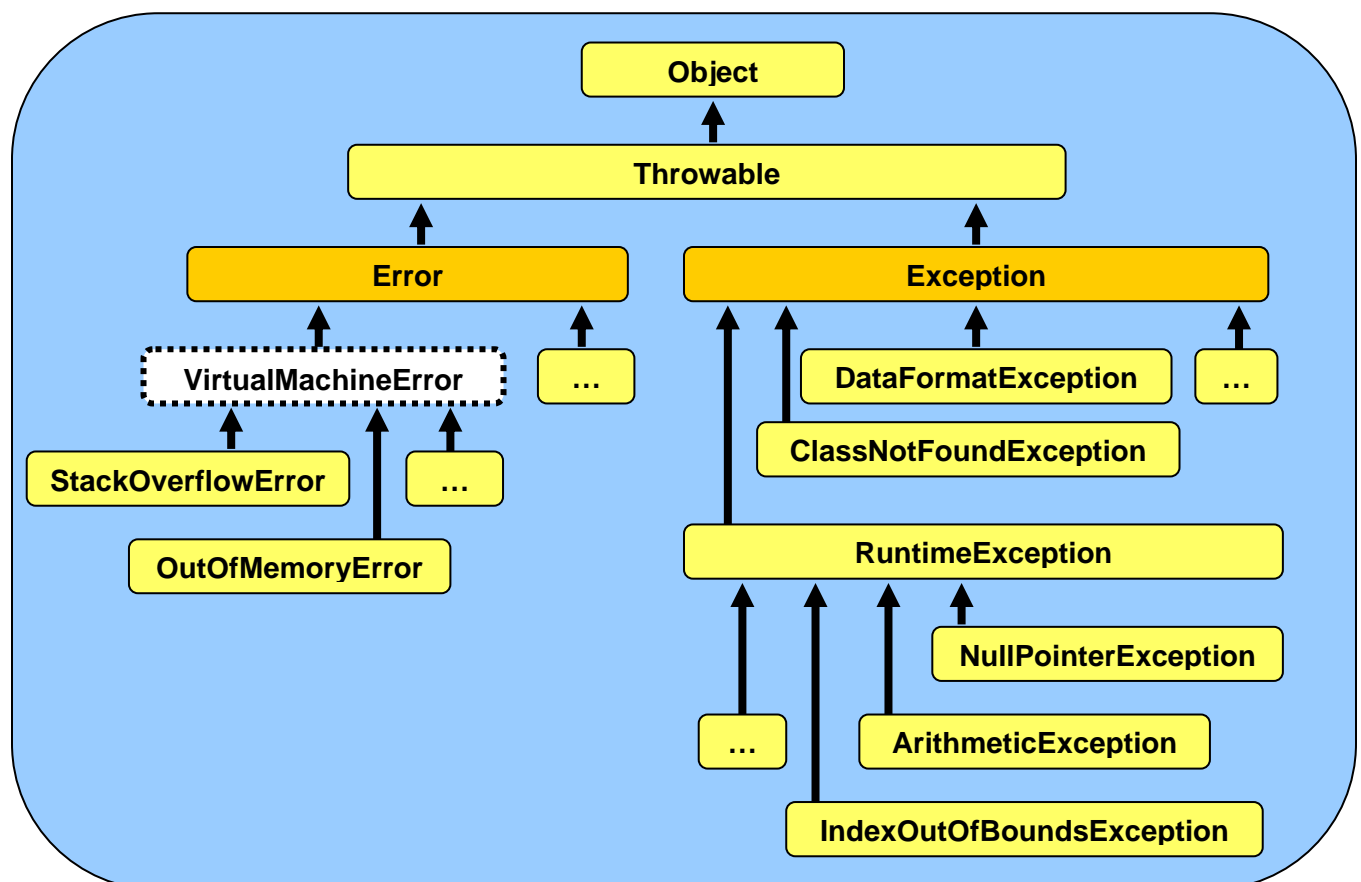 Object
Throwable
Error
Exception
VirtualMachineError
…
DataFormatException
…
ClassNotFoundException
StackOverflowError
…
RuntimeException
OutOfMemoryError
NullPointerException
…
ArithmeticException
IndexOutOfBoundsException